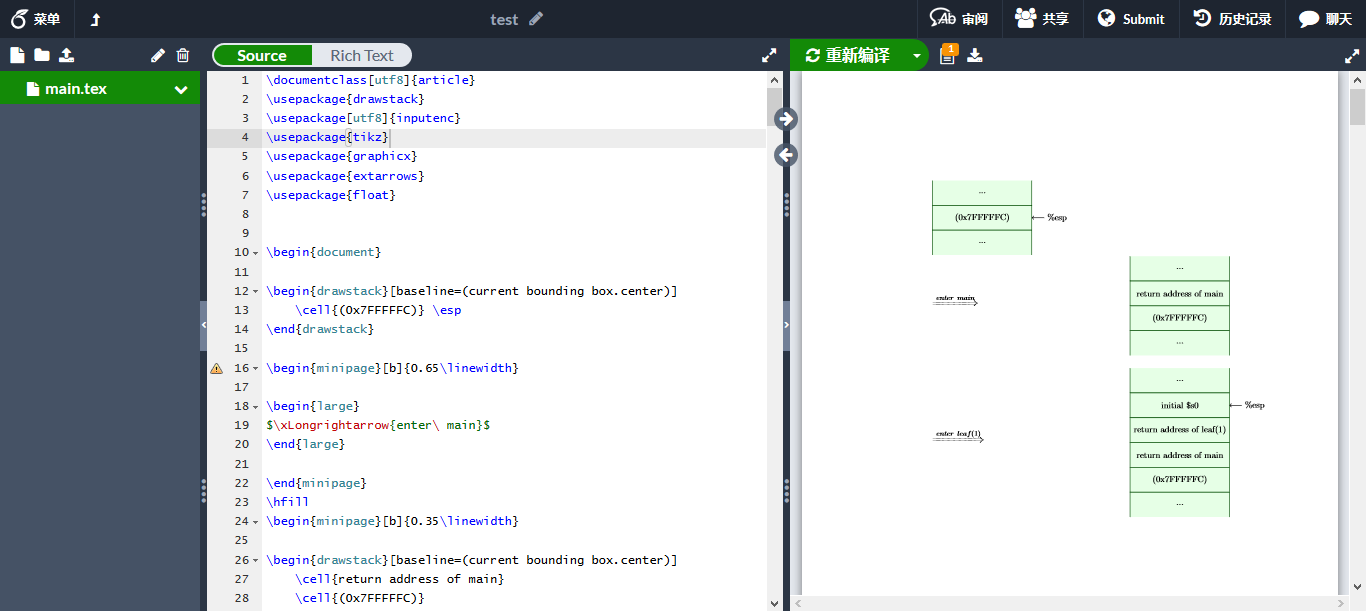 菜单
test
审阅
共享
Submit
历史记录
聊天
Source
Rich Text
重新编译
1
main.tex
1 \documentclass[utf8]{article}
2 \usepackage{drawstack}
3 \usepackage[utf8]{inputenc}
4 \usepackage{tikz}
5 \usepackage{graphicx}
6 \usepackage{extarrows}
7 \usepackage{float}
8
9
10 \begin{document}
11
12 \begin{drawstack}[baseline=(current bounding box.center)]
13 \cell{(0x7FFFFFC)} \esp
14 \end{drawstack}
15
16 \begin{minipage}[b]{0.65\linewidth}
17
18 \begin{large}
19 $\xLongrightarrow{enter\ main}$
20 \end{large}
21
22 \end{minipage}
23 \hfill
24 \begin{minipage}[b]{0.35\linewidth}
25
26 \begin{drawstack}[baseline=(current bounding box.center)]
27 \cell{return address of main}
28 \cell{(0x7FFFFFC)}
...
(0x7FFFFFC) ← %esp
...
...
enter main
return address of main
(0x7FFFFFC)
...
...
initial $s0 ← %esp
enter leaf(1)
return address of leaf(1)
return address of main
(0x7FFFFFC)
...